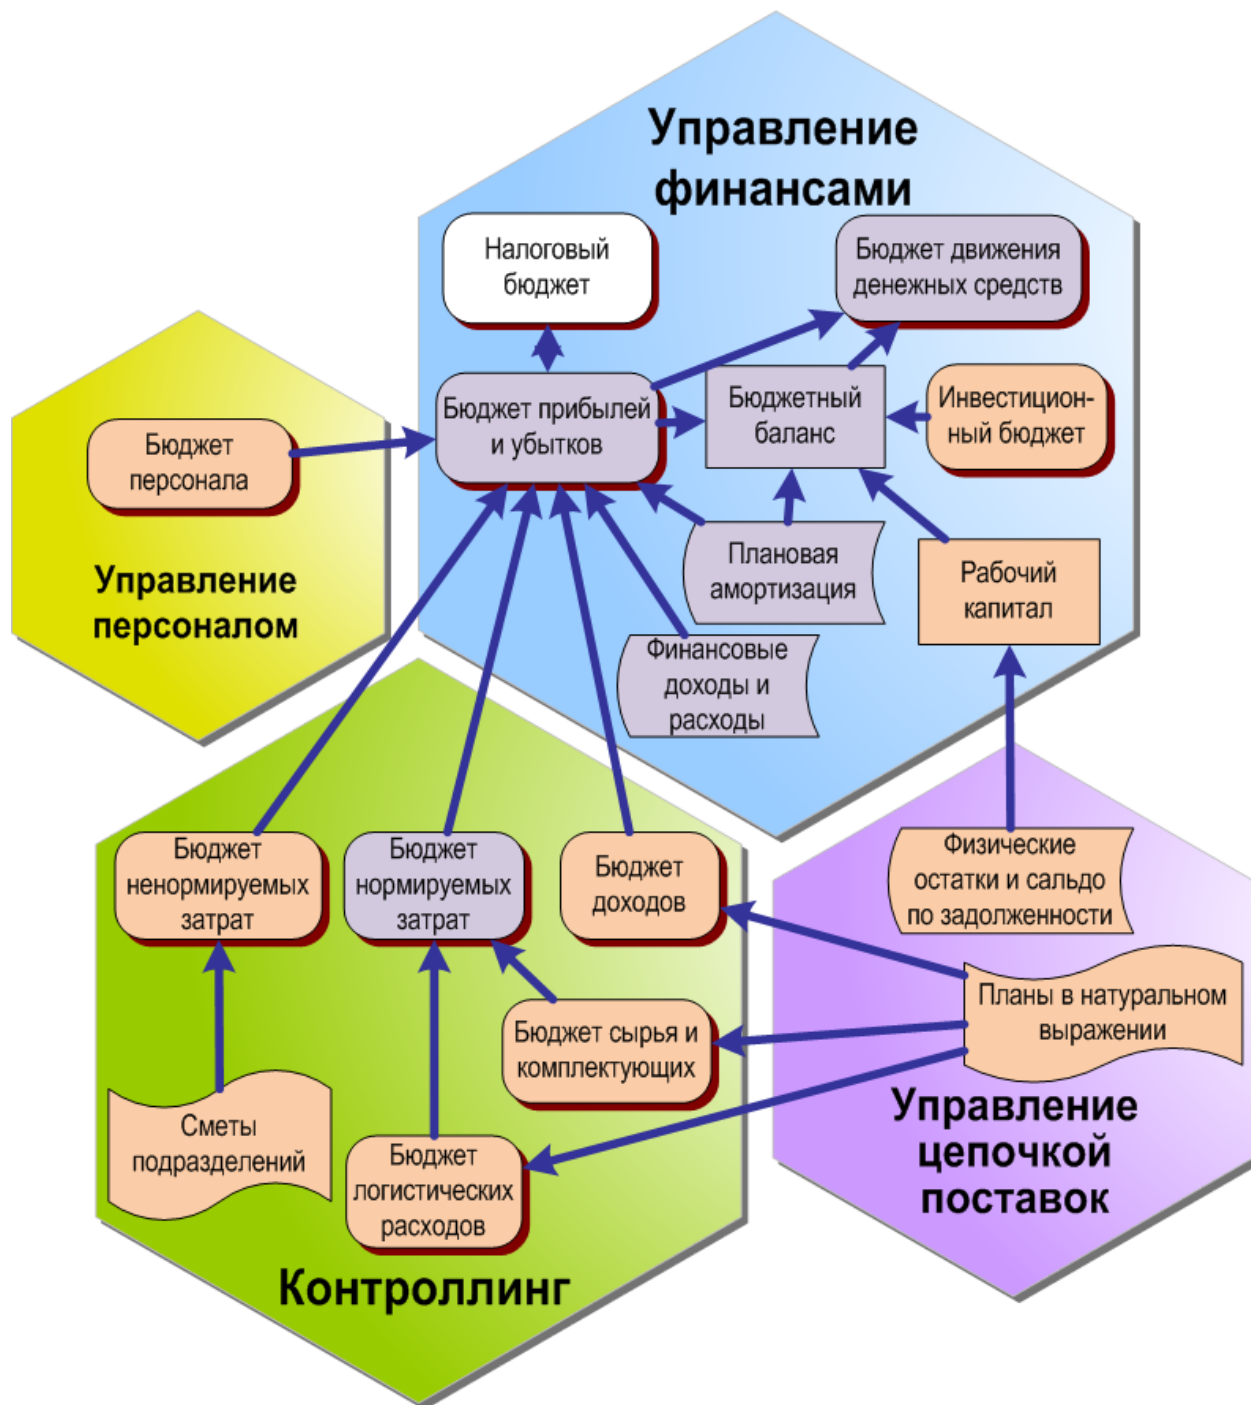 Управление
финансами
Налоговый
бюджет
Бюджет движения
денежных средств
Бюджет прибылей
и убытков
Бюджетный
баланс
Инвестицион-
ный бюджет
Бюджет
персонала
Управление
персоналом
Плановая
амортизация
Рабочий
капитал
Финансовые
доходы и
расходы
Бюджет
ненормируемых
затрат
Бюджет
нормируемых
затрат
Бюджет
доходов
Физические
остатки и сальдо
по задолженности
Планы в натуральном
выражении
Бюджет сырья и
комплектующих
Сметы
подразделений
Бюджет
логистических
расходов
Управление
цепочкой
поставок
Контроллинг